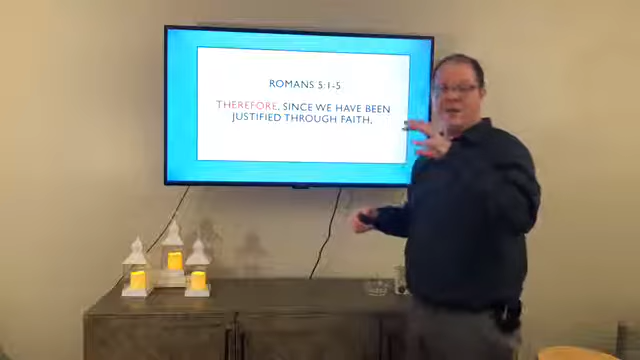 ROMANS 5:1-5
THEREFORE, SINCE WE HAVE BEEN
JUSTIFIED THROUGH FAITH,